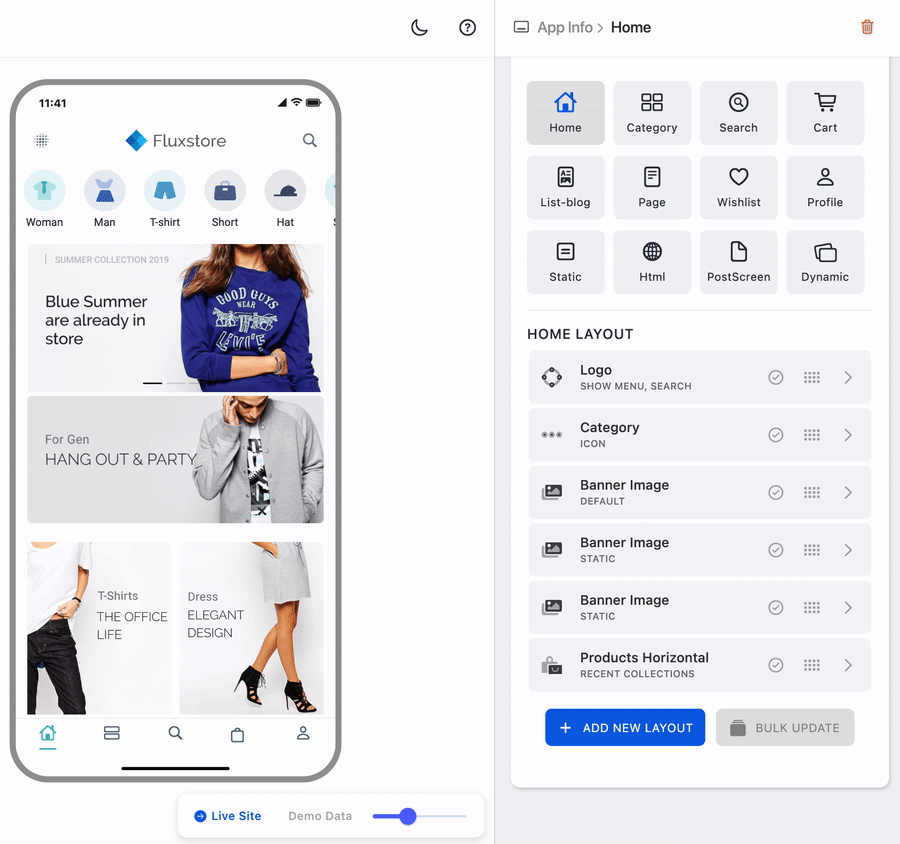 App Info > Home
11:41
Fluxstore
Woman
Man
T-shirt
Short
Hat
SUMMER COLLECTION 2019
Blue Summer
are already in
store
GOOD GUYS
WEAR
LEVI'S
For Gen
HANG OUT & PARTY
T-Shirts
THE OFFICE
LIFE
Dress
ELEGANT
DESIGN
Live Site
Demo Data
Home
Category
Search
Cart
List-blog
Page
Wishlist
Profile
Static
Html
PostScreen
Dynamic
HOME LAYOUT
Logo
SHOW MENU, SEARCH
Category
ICON
Banner Image
DEFAULT
Banner Image
STATIC
Banner Image
STATIC
Products Horizontal
RECENT COLLECTIONS
+ ADD NEW LAYOUT
BULK UPDATE